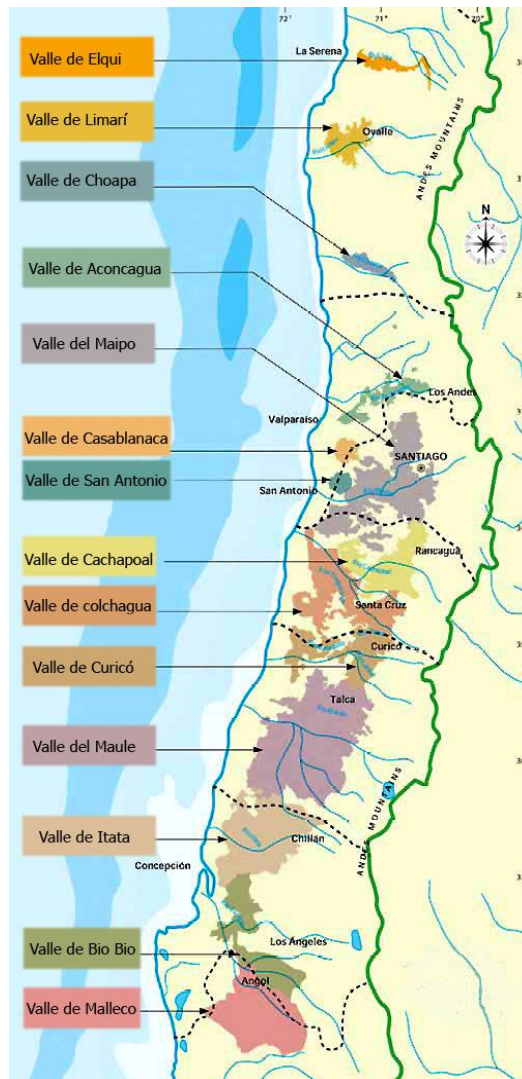 72°
71°
70°
La Serena
Valle de Elqui
Valle de Limarí
Ovalle
ANDES MOUNTAINS
Valle de Choapa
N
Valle de Aconcagua
Valle del Maipo
Los Andes
Valparaíso
Valle de Casablanaca
SANTIAGO
Valle de San Antonio
San Antonio
Valle de Cachapoal
Rancagua
Valle de colchagua
Santa Cruz
Valle de Curicó
Curicó
Talca
Valle del Maule
ANDES MOUNTAINS
Valle de Itata
Chillán
Concepción
Valle de Bio Bio
Los Angeles
Angol
Valle de Malleco